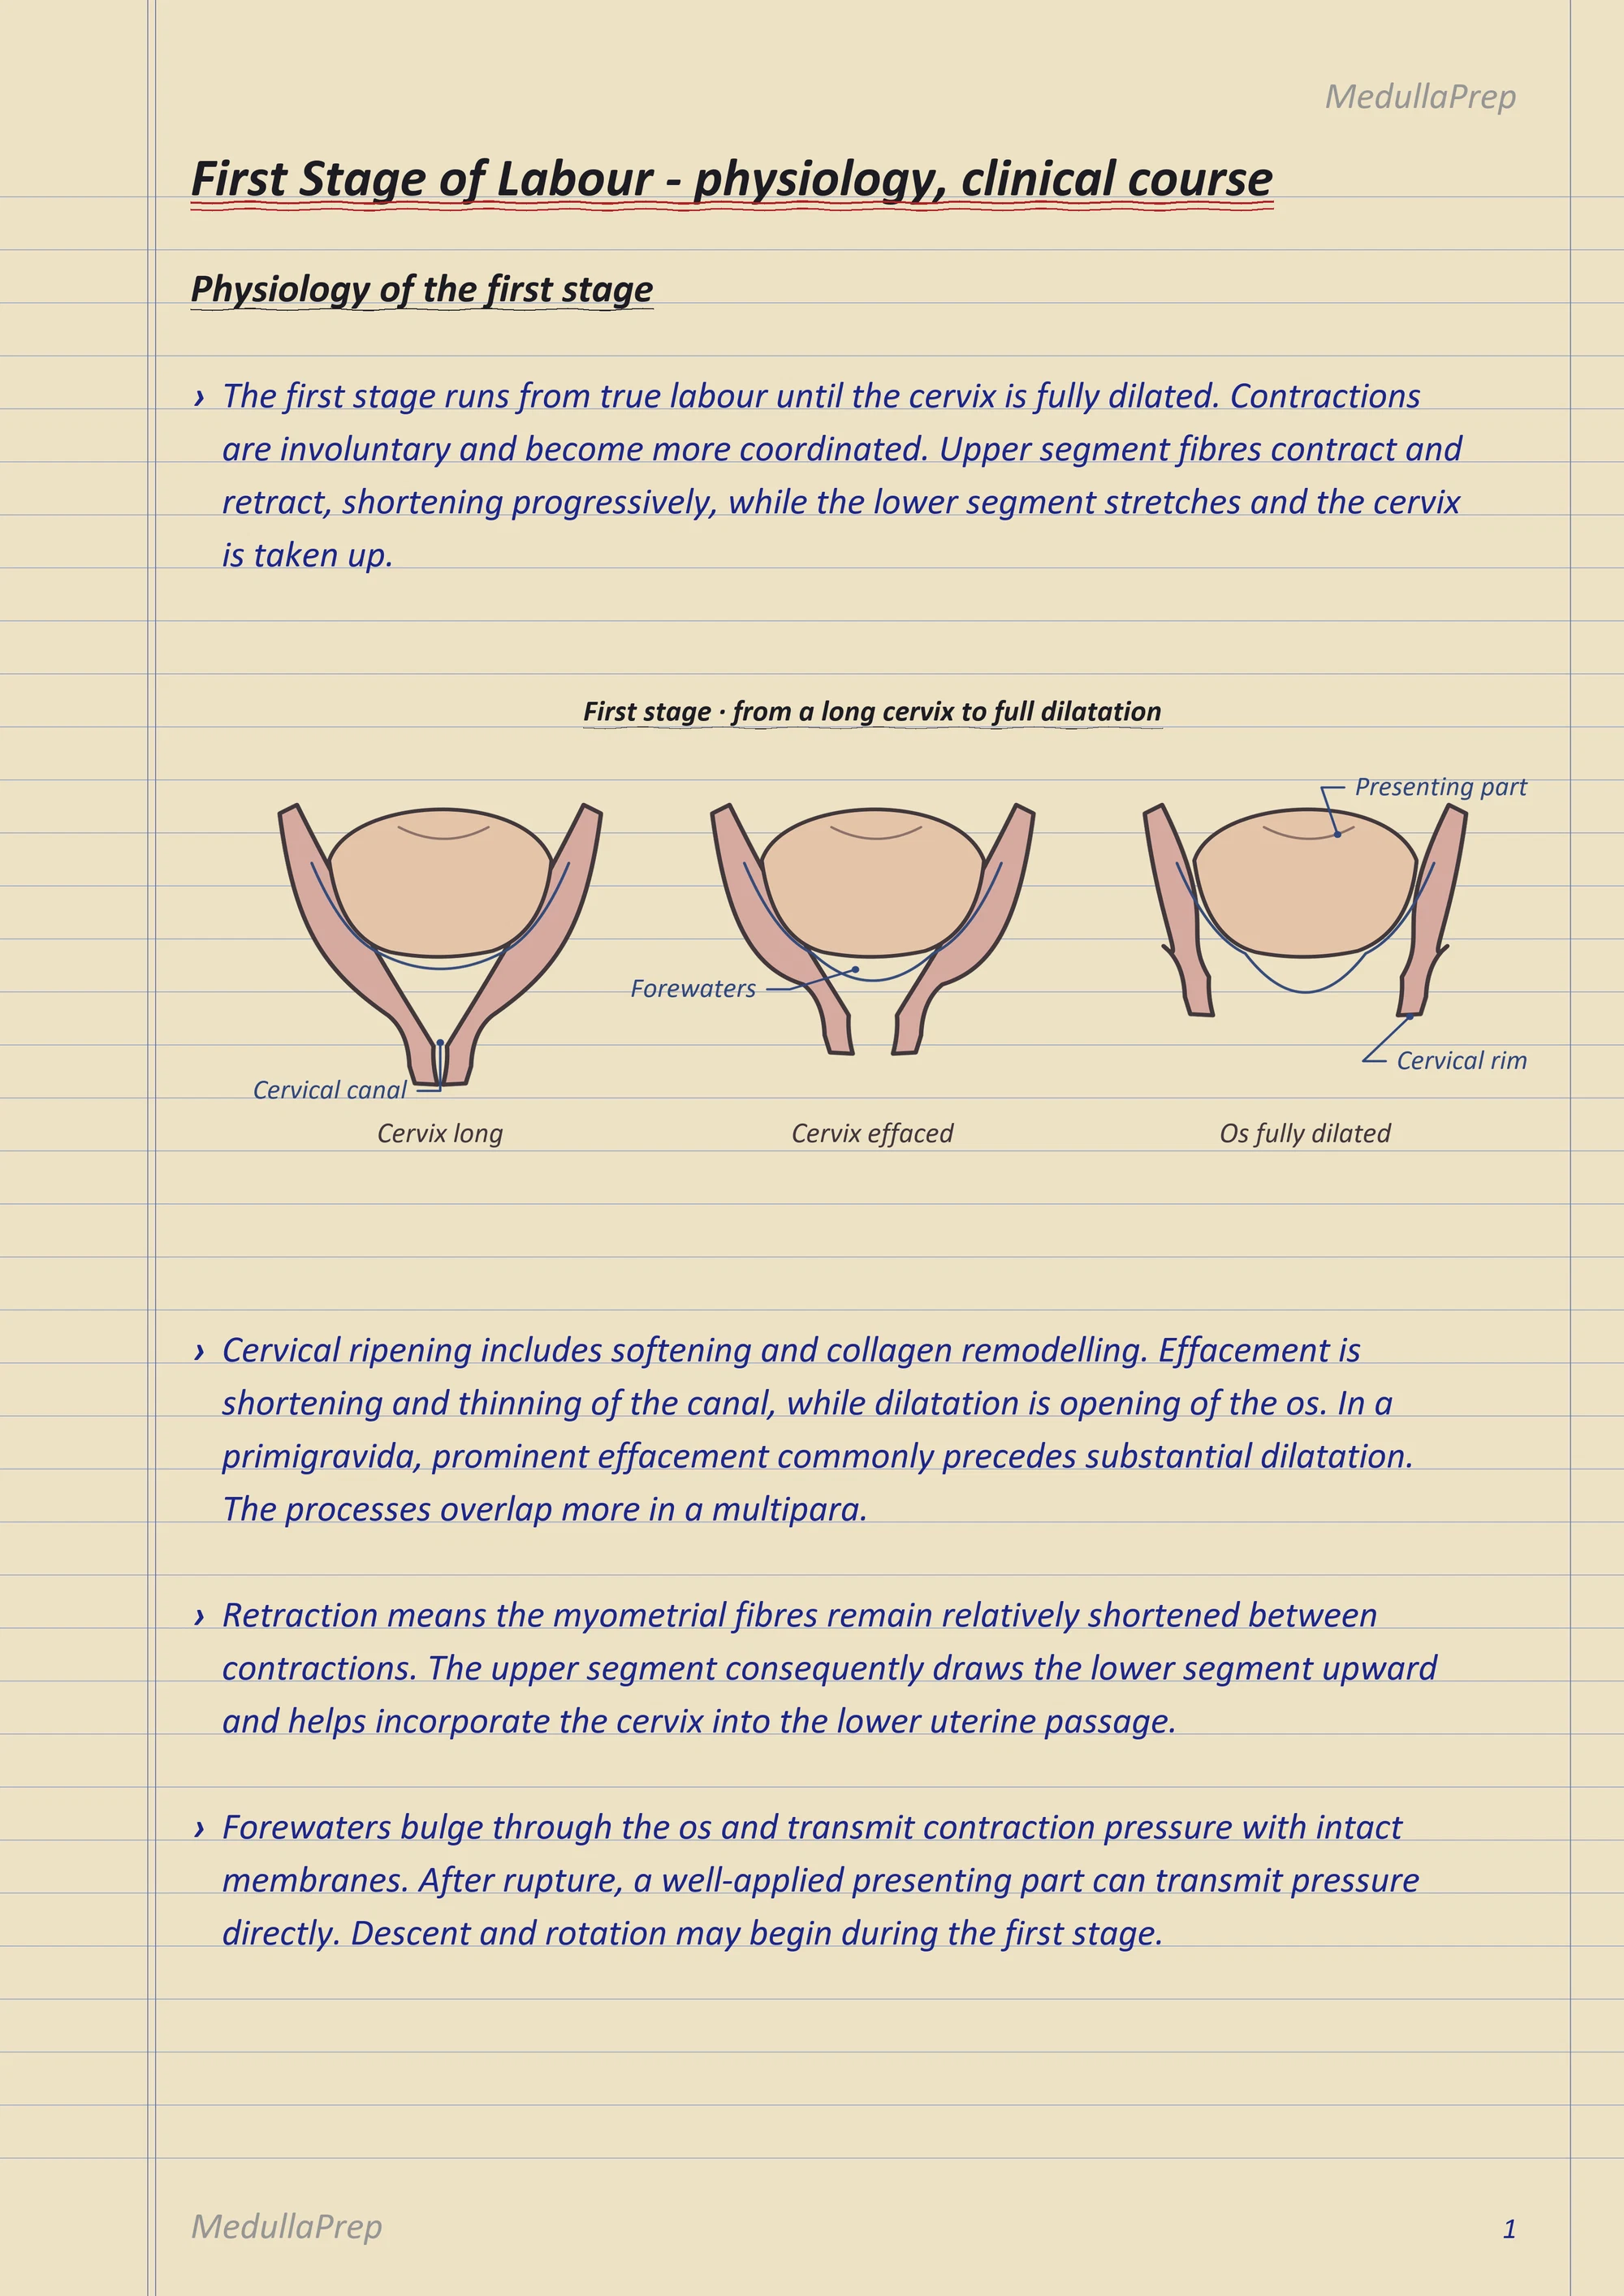 MedullaPrep
First Stage of Labour - physiology, clinical course
Physiology of the first stage
› The first stage runs from true labour until the cervix is fully dilated. Contractions
are involuntary and become more coordinated. Upper segment fibres contract and
retract, shortening progressively, while the lower segment stretches and the cervix
is taken up.
First stage · from a long cervix to full dilatation
Presenting part
Forewaters
Cervical rim
Cervical canal
Cervix long
Cervix effaced
Os fully dilated
› Cervical ripening includes softening and collagen remodelling. Effacement is
shortening and thinning of the canal, while dilatation is opening of the os. In a
primigravida, prominent effacement commonly precedes substantial dilatation.
The processes overlap more in a multipara.
› Retraction means the myometrial fibres remain relatively shortened between
contractions. The upper segment consequently draws the lower segment upward
and helps incorporate the cervix into the lower uterine passage.
› Forewaters bulge through the os and transmit contraction pressure with intact
membranes. After rupture, a well-applied presenting part can transmit pressure
directly. Descent and rotation may begin during the first stage.
MedullaPrep
1